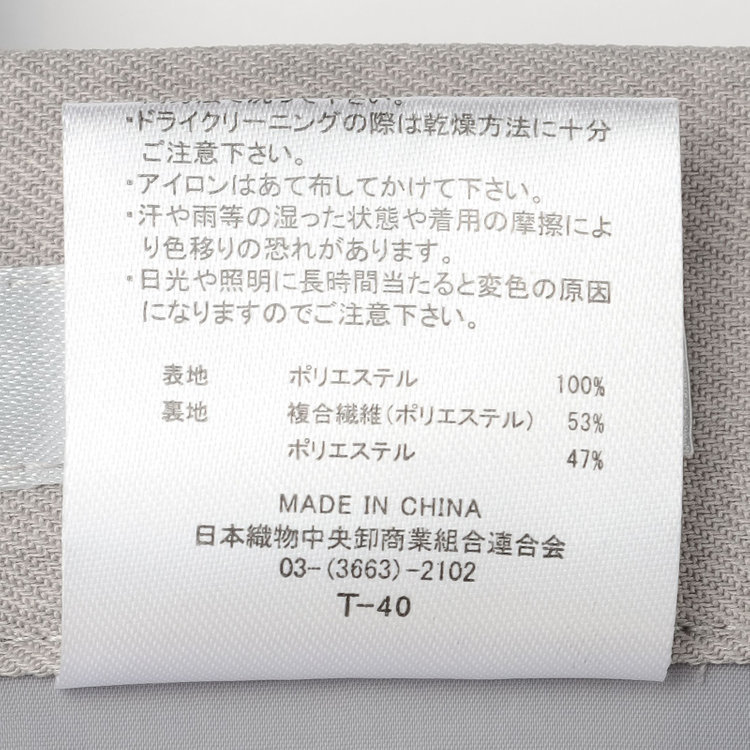 下さい。
・ドライクリーニングの際は乾燥方法に十分
ご注意下さい。
・アイロンはあて布してかけて下さい。
・汗や雨等の湿った状態や着用の摩擦によ
り色移りの恐れがあります。
・日光や照明に長時間当たると変色の原因
になりますのでご注意下さい。
表地 ポリエステル 100%
裏地 複合繊維(ポリエステル) 53%
ポリエステル 47%
MADE IN CHINA
日本織物中央卸商業組合連合会
03-(3663)-2102
T-40